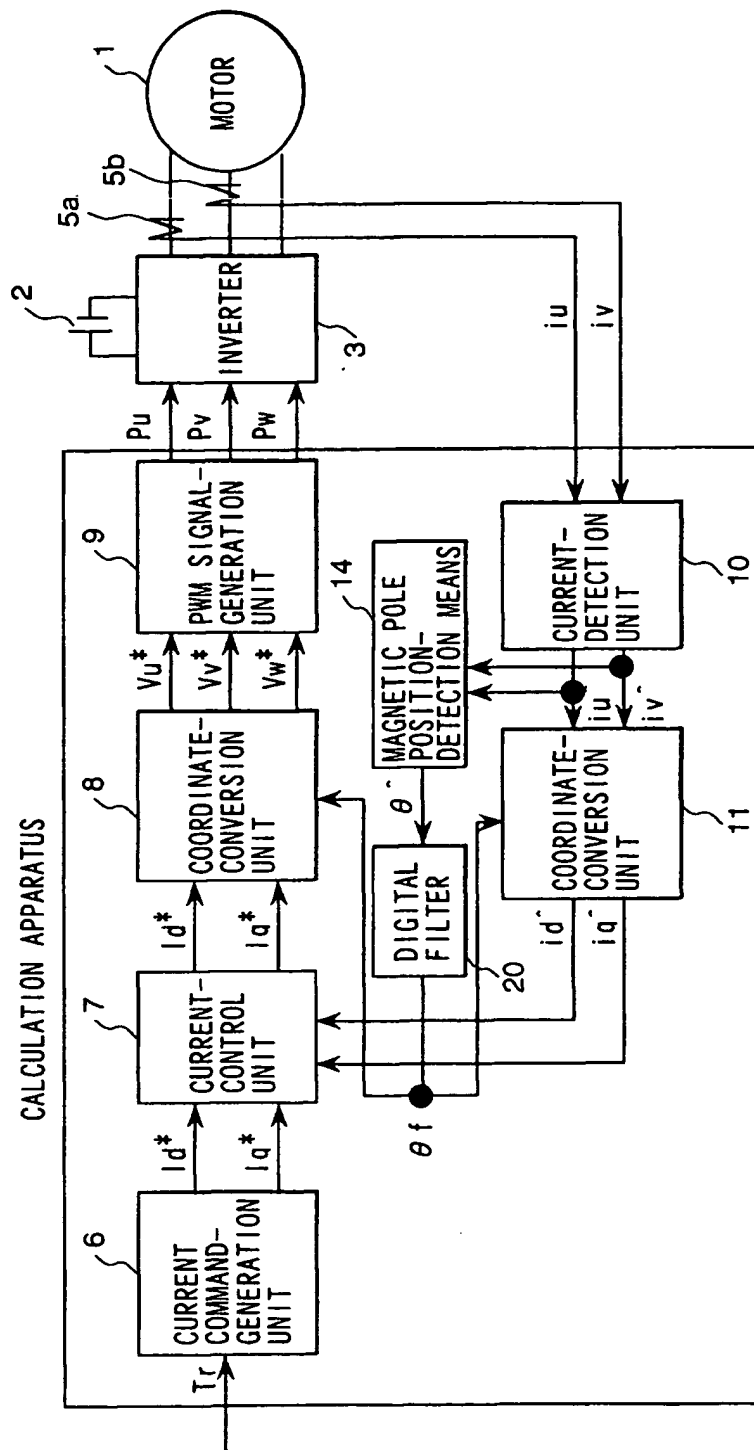 CALCULATION APPARATUS
Tr
6
CURRENT
COMMAND-
GENERATION
UNIT
Id*
Iq*
7
CURRENT-
CONTROL
UNIT
Id*
Iq*
8
COORDINATE-
CONVERSION
UNIT
Vu*
Vv*
Vw*
9
PWM SIGNAL-
GENERATION
UNIT
Pu
Pv
Pw
2
INVERTER
3
5a
5b
1
MOTOR
θf
DIGITAL
FILTER
20
θ^
14
MAGNETIC POLE
POSITION-
DETECTION MEANS
id^
iq^
COORDINATE-
CONVERSION
UNIT
11
iu^
iv^
CURRENT-
DETECTION
UNIT
10
iu
iv